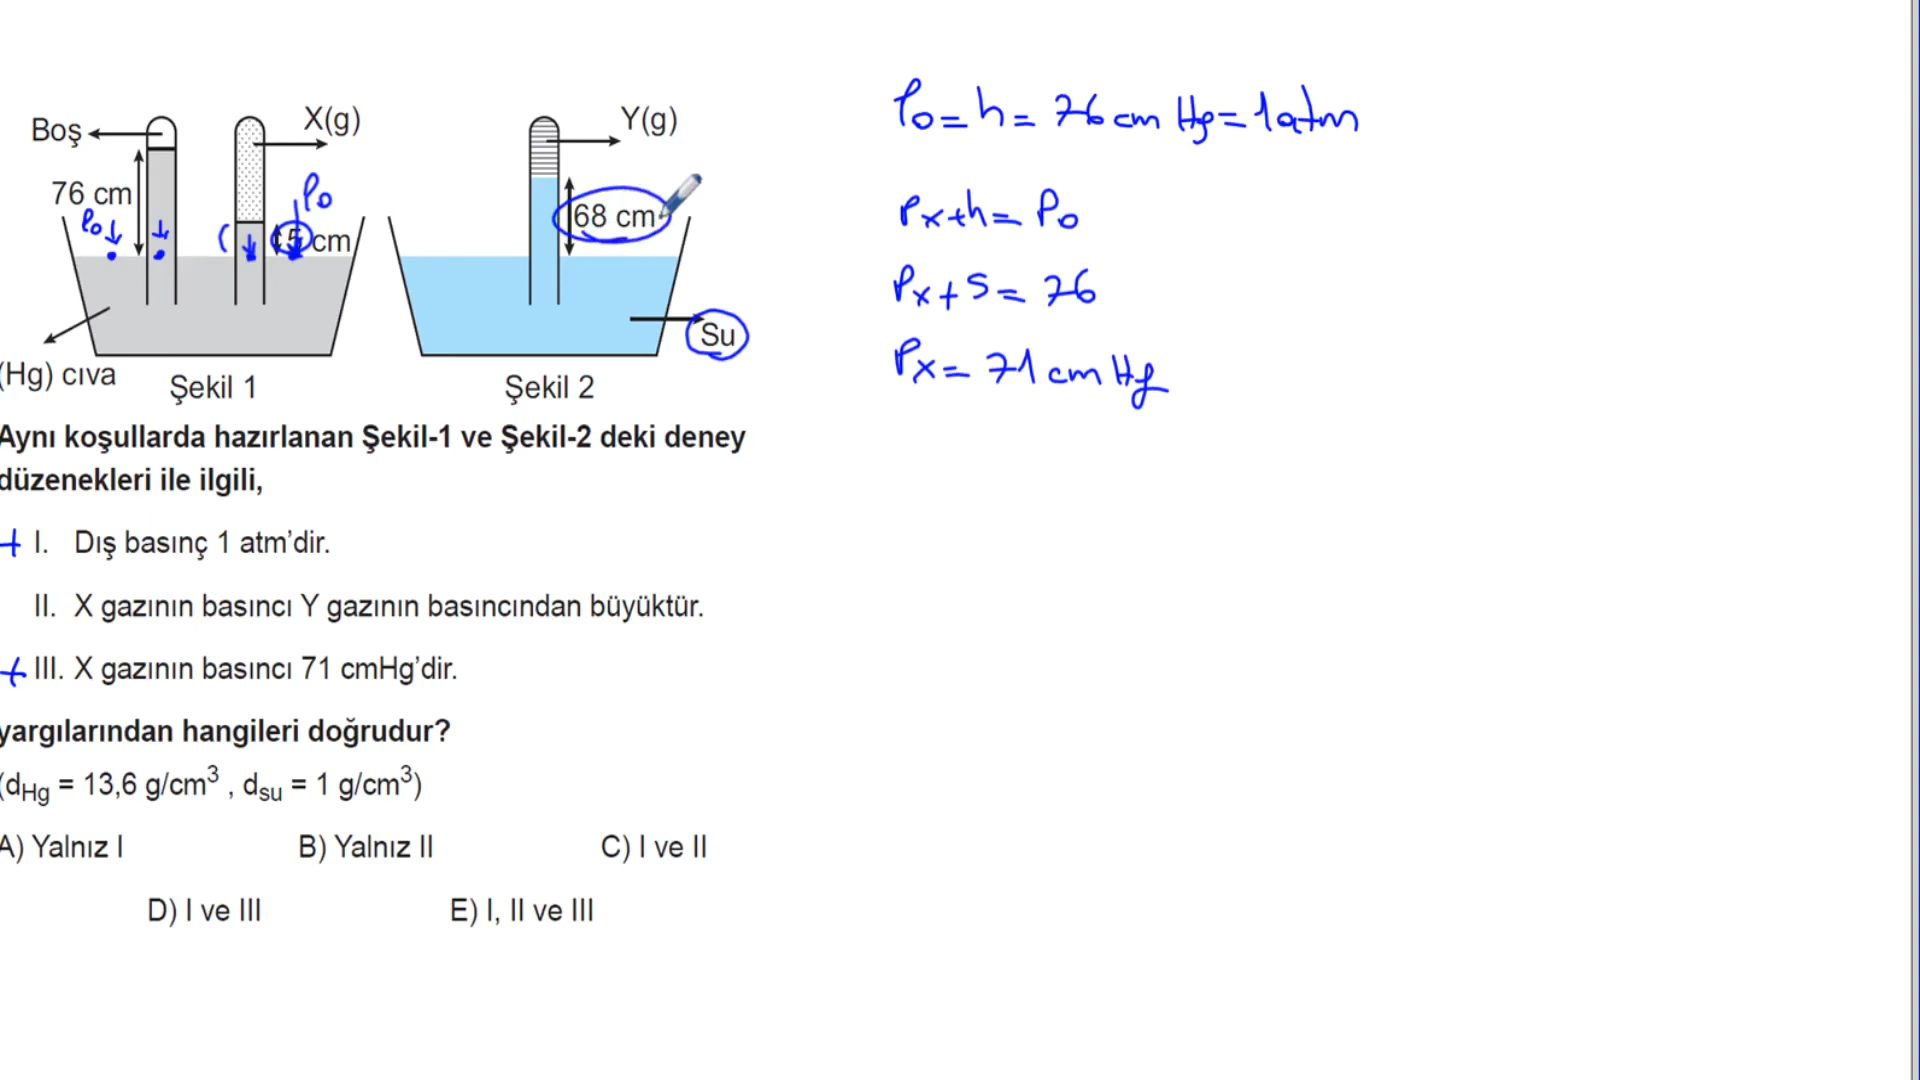 Boş
X(g)
Y(g)
P₀ = h = 76 cm Hg = 1 atm
76 cm
P₀
P₀
5 cm
68 cm
Pₓ + h = P₀
Pₓ + 5 = 76
Su
Pₓ = 71 cm Hg
(Hg) cıva
Şekil 1
Şekil 2
Aynı koşullarda hazırlanan Şekil-1 ve Şekil-2 deki deney
düzenekleri ile ilgili,
+ I. Dış basınç 1 atm’dir.
II. X gazının basıncı Y gazının basıncından büyüktür.
+ III. X gazının basıncı 71 cmHg’dir.
yargılarından hangileri doğrudur?
(dHg = 13,6 g/cm³ , dsu = 1 g/cm³)
A) Yalnız I B) Yalnız II C) I ve II
D) I ve III E) I, II ve III